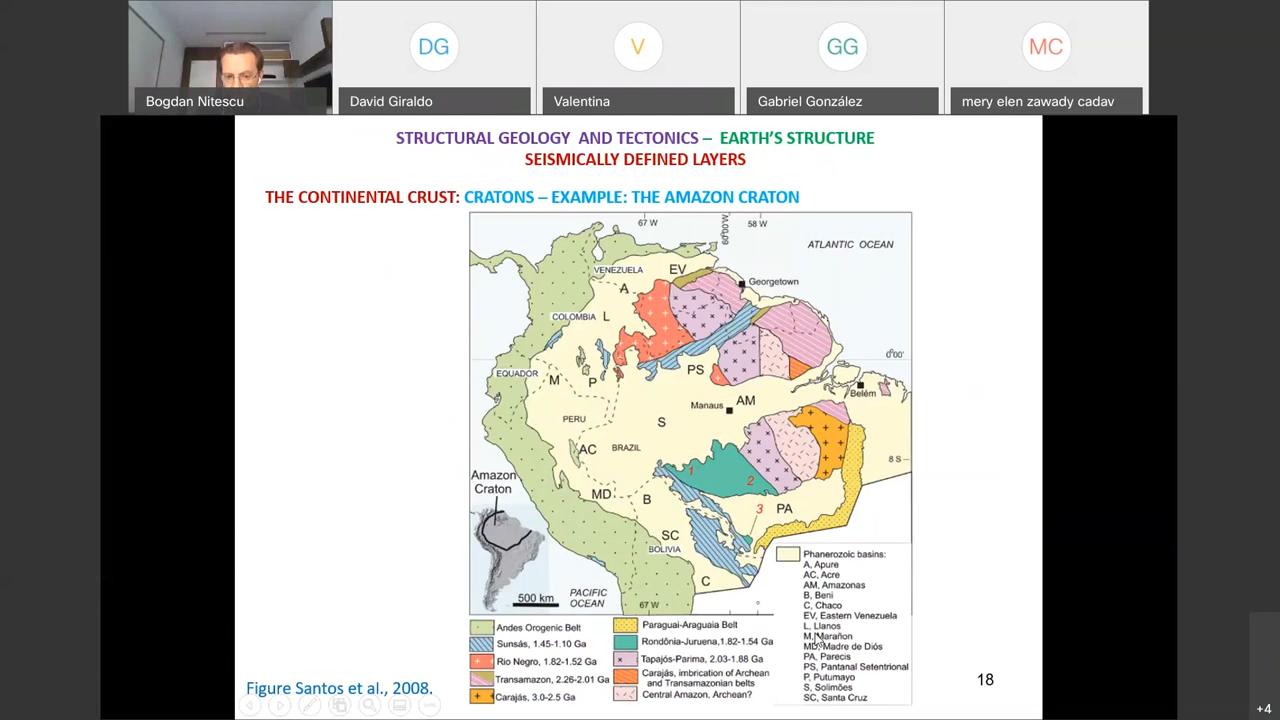 DG
V
GG
MC
Bogdan Nitescu
David Giraldo
Valentina
Gabriel González
mery elen zawady cadav
STRUCTURAL GEOLOGY AND TECTONICS – EARTH'S STRUCTURE
SEISMICALLY DEFINED LAYERS
THE CONTINENTAL CRUST: CRATONS – EXAMPLE: THE AMAZON CRATON
67 W
60°00'W
58 W
ATLANTIC OCEAN
VENEZUELA
EV
A
Georgetown
COLOMBIA
L
0°00'
EQUADOR
M
P
PS
Belém
Manaus
AM
PERU
S
AC
BRAZIL
8 S
Amazon
Craton
1
2
MD
B
3
PA
SC
BOLIVIA
C
500 km
PACIFIC
OCEAN
67 W
Phanerozoic basins:
A, Apure
AC, Acre
AM, Amazonas
B, Beni
C, Chaco
EV, Eastern Venezuela
L, Llanos
M, Marañon
MD, Madre de Diós
PA, Parecis
PS, Pantanal Setentrional
P, Putumayo
S, Solimões
SC, Santa Cruz
Andes Orogenic Belt
Sunsás, 1.45-1.10 Ga
Rio Negro, 1.82-1.52 Ga
Transamazon, 2.26-2.01 Ga
Carajás, 3.0-2.5 Ga
Paraguai-Araguaia Belt
Rondônia-Juruena,1.82-1.54 Ga
Tapajós-Parima, 2.03-1.88 Ga
Carajás, imbrication of Archean
and Transamazonian belts
Central Amazon, Archean?
Figure Santos et al., 2008.
18
+4